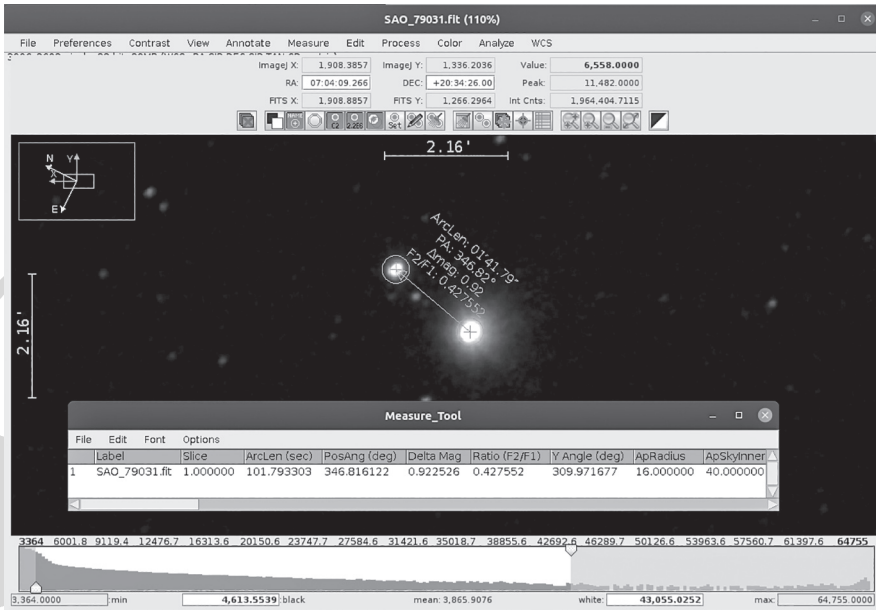 SAO_79031.fit (110%)
File Preferences Contrast View Annotate Measure Edit Process Color Analyze WCS
ImageJ X: 1,908.3857 ImageJ Y: 1,336.2036 Value: 6,558.0000
RA: 07:04:09.266 DEC: +20:34:26.00 Peak: 11,482.0000
FITS X: 1,908.8857 FITS Y: 1,266.2964 Int Cnts: 1,964,404.7115
2.16'
N Y
X
E
2.16'
ArcLen: 01'41.79"
PA: 346.82°
Δmag: 0.92
F2/F1: 0.427552
Measure_Tool
File Edit Font Options
Label Slice ArcLen (sec) PosAng (deg) Delta Mag Ratio (F2/F1) Y Angle (deg) ApRadius ApSkyInner
1 SAO_79031.fit 1.000000 101.793303 346.816122 0.922526 0.427552 309.971677 16.000000 40.000000
3364 6001.8 9119.4 12476.7 16313.6 20150.6 23747.7 27584.6 31421.6 35018.7 38855.6 42692.6 46289.7 50126.6 53963.6 57560.7 61397.6 64755
3,364.0000 :min 4,613.5539 :black mean: 3,865.9076 white: 43,055.0252 max: 64,755.0000